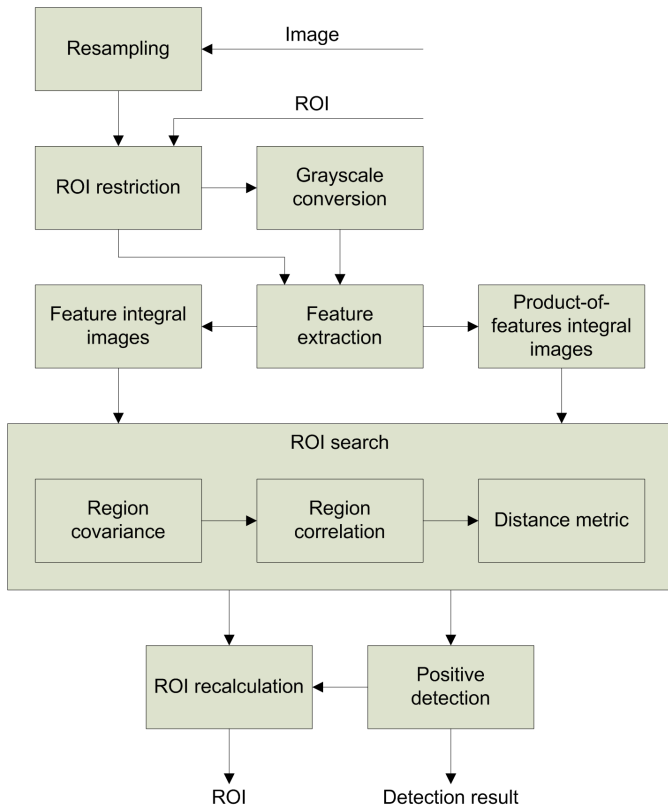 Image
Resampling
ROI
ROI restriction
Grayscale
conversion
Feature integral
images
Feature
extraction
Product-of-
features integral
images
ROI search
Region
covariance
Region
correlation
Distance metric
ROI recalculation
Positive
detection
ROI
Detection result